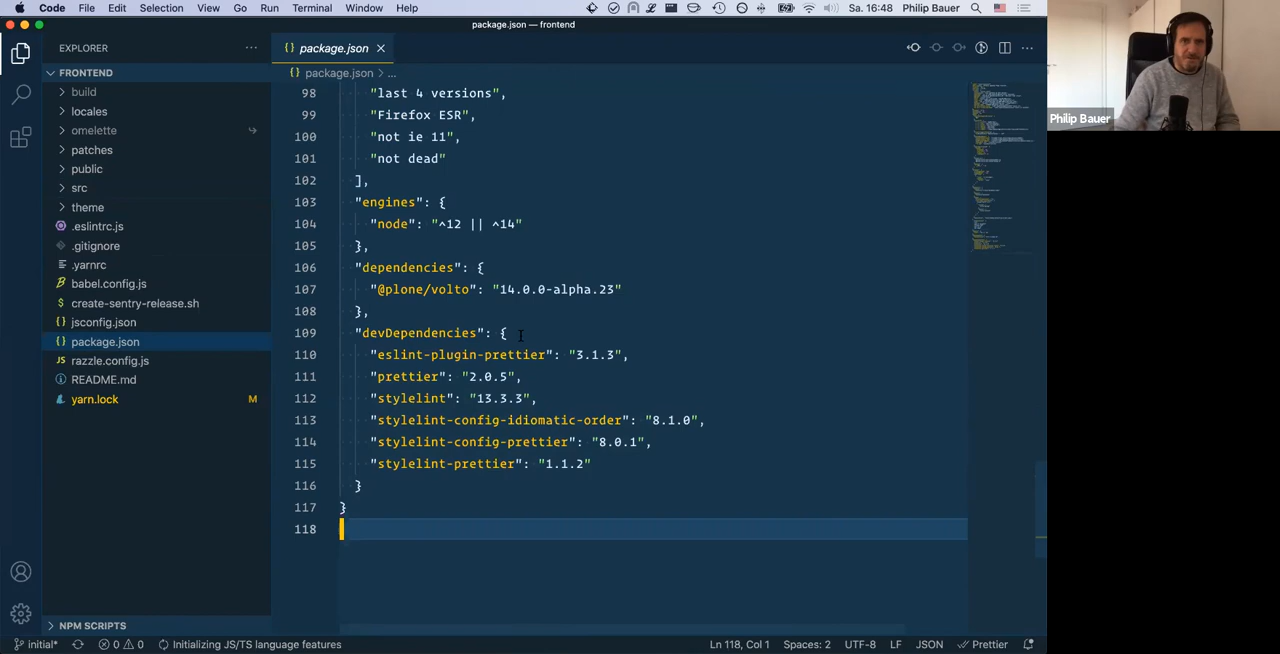 Code File Edit Selection View Go Run Terminal Window Help Sa. 16:48 Philip Bauer
package.json — frontend
EXPLORER
package.json
FRONTEND
package.json > ...
build
locales
omelette
patches
public
src
theme
.eslintrc.js
.gitignore
.yarnrc
babel.config.js
create-sentry-release.sh
jsconfig.json
package.json
razzle.config.js
README.md
yarn.lock M
NPM SCRIPTS
98 "last 4 versions",
99 "Firefox ESR",
100 "not ie 11",
101 "not dead"
102 ],
103 "engines": {
104 "node": "^12 || ^14"
105 },
106 "dependencies": {
107 "@plone/volto": "14.0.0-alpha.23"
108 },
109 "devDependencies": {
110 "eslint-plugin-prettier": "3.1.3",
111 "prettier": "2.0.5",
112 "stylelint": "13.3.3",
113 "stylelint-config-idiomatic-order": "8.1.0",
114 "stylelint-config-prettier": "8.0.1",
115 "stylelint-prettier": "1.1.2"
116 }
117 }
118
initial* 0 0 Initializing JS/TS language features Ln 118, Col 1 Spaces: 2 UTF-8 LF JSON Prettier
Philip Bauer